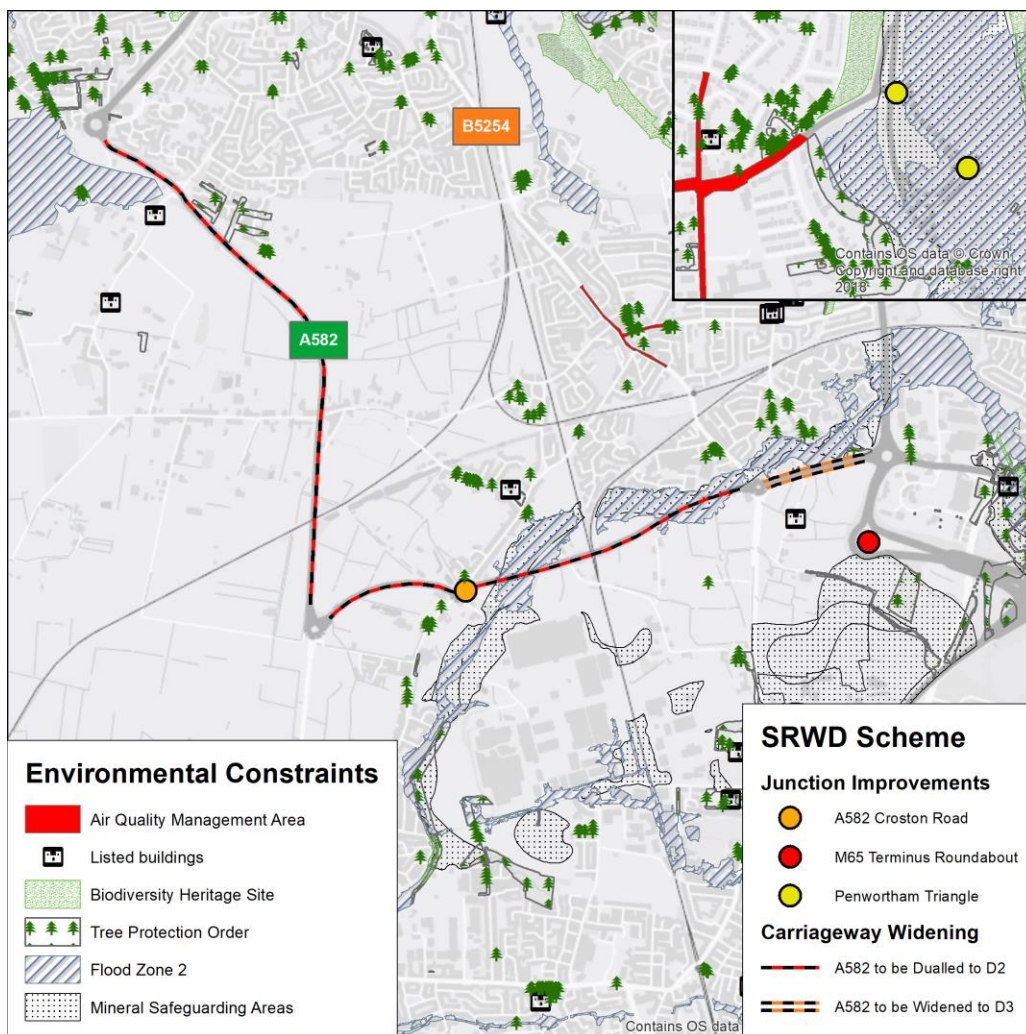 B5254
A582
Contains OS data © Crown
Copyright and database right
2018
Environmental Constraints
Air Quality Management Area
Listed buildings
Biodiversity Heritage Site
Tree Protection Order
Flood Zone 2
Mineral Safeguarding Areas
Contains OS data
SRWD Scheme
Junction Improvements
A582 Croston Road
M65 Terminus Roundabout
Penwortham Triangle
Carriageway Widening
A582 to be Dualled to D2
A582 to be Widened to D3